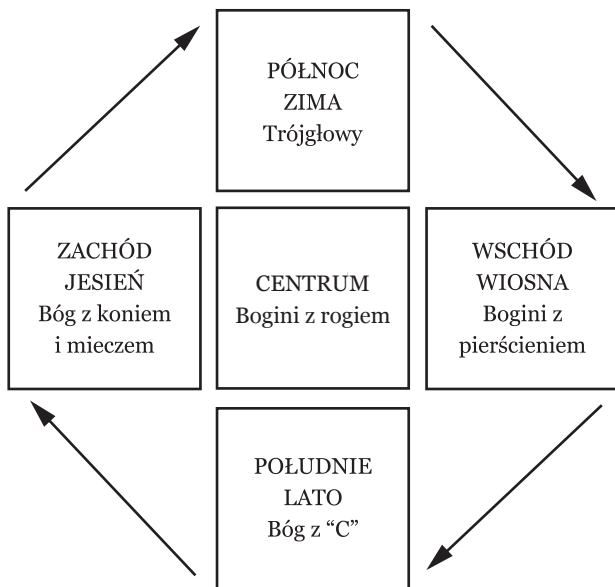 PÓŁNOC
ZIMA
Trójgłowy
ZACHÓD
JESIEŃ
Bóg z koniem
i mieczem
CENTRUM
Bogini z rogiem
WSCHÓD
WIOSNA
Bogini z
pierścieniem
POŁUDNIE
LATO
Bóg z “C”